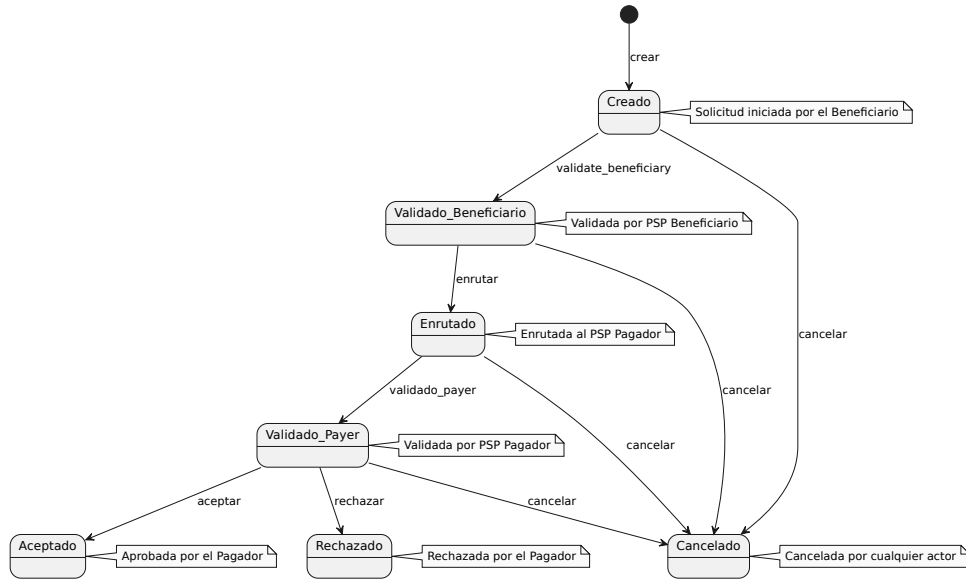 crear
Creado
Solicitud iniciada por el Beneficiario
validate_beneficiary
Validado_Beneficiario
Validada por PSP Beneficiario
enrutar
Enrutado
Enrutada al PSP Pagador
cancelar
validado_payer
cancelar
Validado_Payer
Validada por PSP Pagador
cancelar
aceptar
rechazar
cancelar
Aceptado
Aprobada por el Pagador
Rechazado
Rechazada por el Pagador
Cancelado
Cancelada por cualquier actor